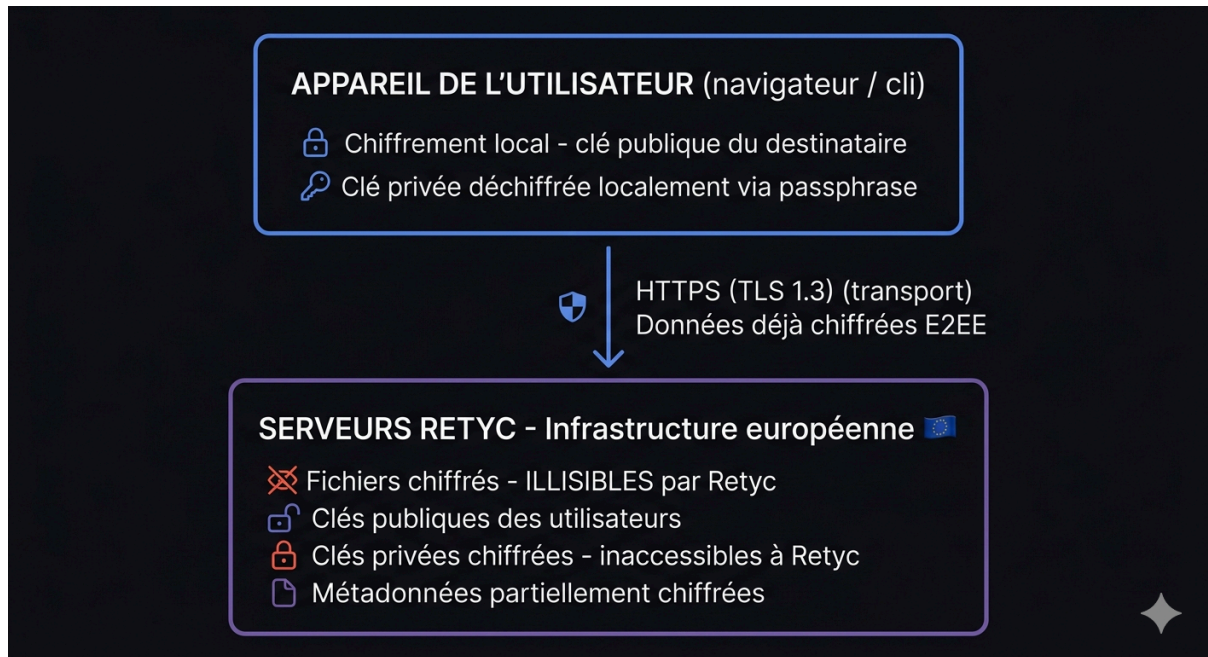 APPAREIL DE L’UTILISATEUR (navigateur / cli)
Chiffrement local - clé publique du destinataire
Clé privée déchiffrée localement via passphrase
HTTPS (TLS 1.3) (transport)
Données déjà chiffrées E2EE
SERVEURS RETYC - Infrastructure européenne
Fichiers chiffrés - ILLISIBLES par Retyc
Clés publiques des utilisateurs
Clés privées chiffrées - inaccessibles à Retyc
Métadonnées partiellement chiffrées